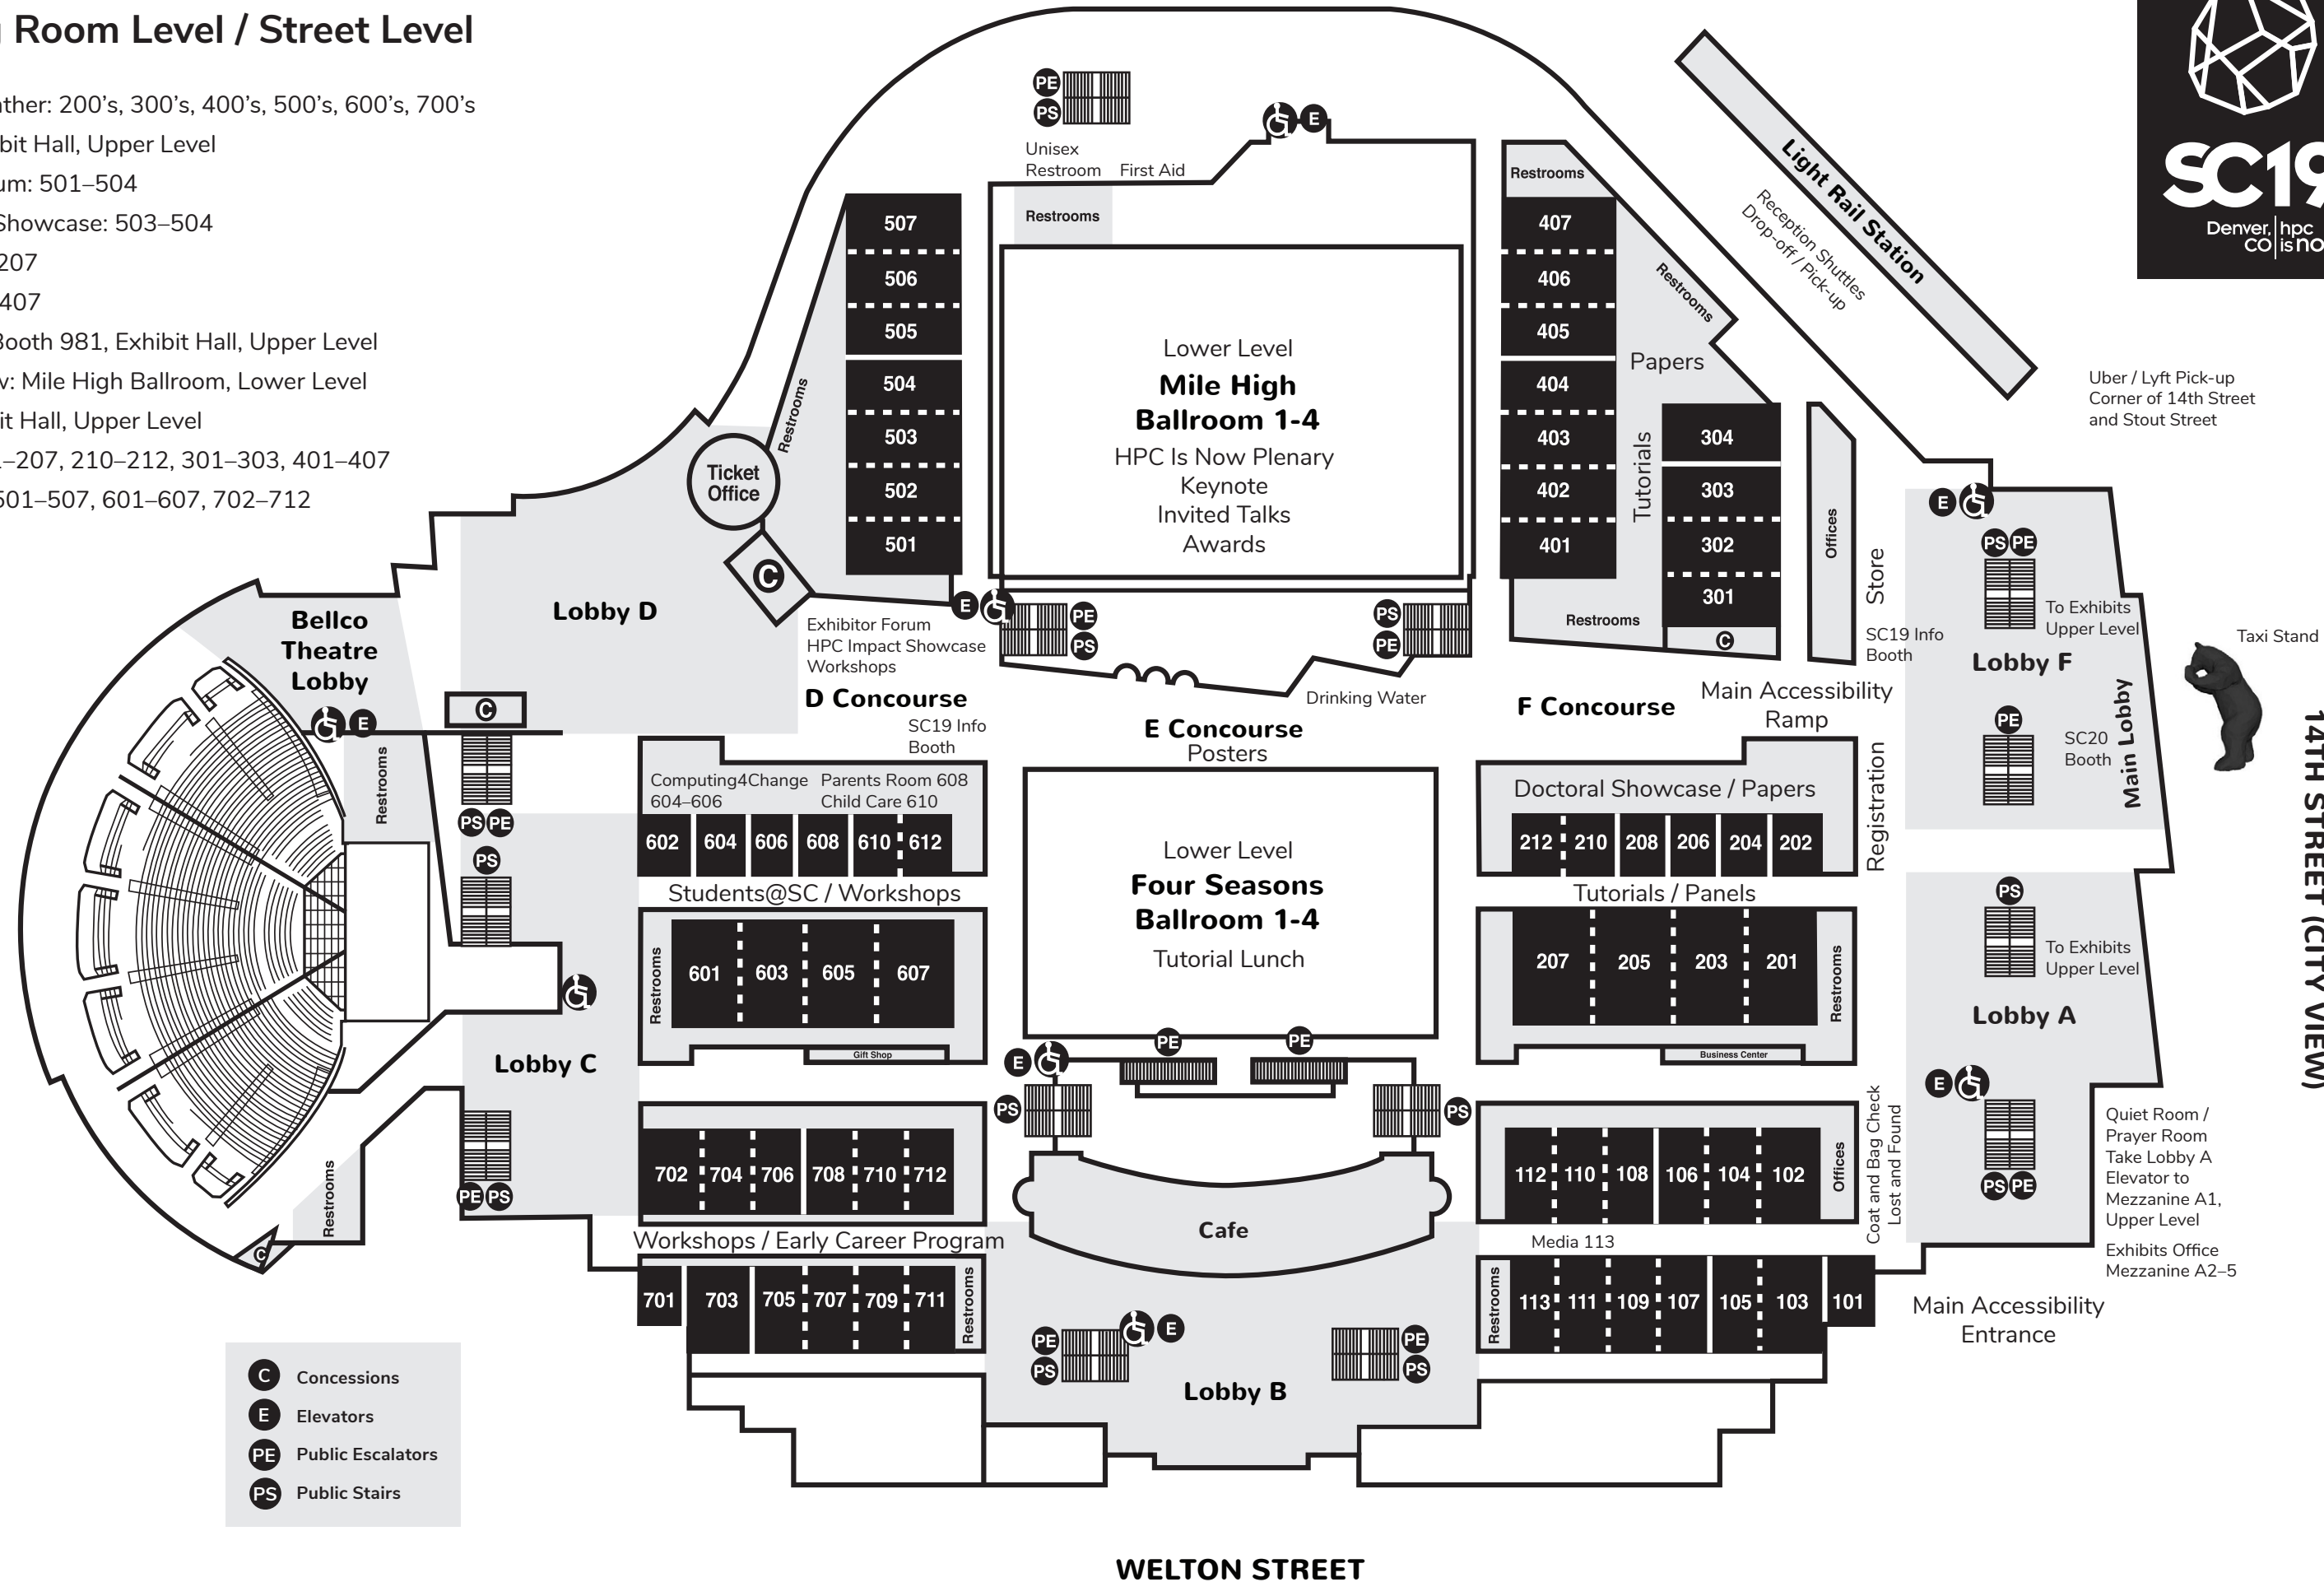 Room Level / Street Level
200's, 300's, 400's, 500's, 600's, 700's
Hall, Upper Level
501–504
Showcase: 503–504
207
407
Booth 981, Exhibit Hall, Upper Level
Mile High Ballroom, Lower Level
Hall, Upper Level
–207, 210–212, 301–303, 401–407
501–507, 601–607, 702–712
SC19
Denver, CO
hpc is
Light Rail Station
Reception Shuttles
Drop-off / Pick-up
Uber / Lyft Pick-up
Corner of 14th Street
and Stout Street
PE
PS
E
Unisex
Restroom
First Aid
Restrooms
507
506
505
504
503
502
501
Restrooms
Lower Level
Mile High
Ballroom 1-4
HPC Is Now Plenary
Keynote
Invited Talks
Awards
Restrooms
407
406
405
404
403
402
401
Restrooms
Papers
Tutorials
304
303
302
301
C
Restrooms
Offices
Store
SC19 Info
Booth
Ticket
Office
C
Lobby D
Bellco
Theatre
Lobby
E
C
Restrooms
PS PE
PS
Exhibitor Forum
HPC Impact Showcase
Workshops
D Concourse
SC19 Info
Booth
E
PE
PS
PS
PE
Drinking Water
E Concourse
Posters
F Concourse
Main Accessibility
Ramp
E
PS PE
To Exhibits
Upper Level
Lobby F
PE
SC20
Booth
Main Lobby
Taxi Stand
14TH STREET (CITY VIEW)
Computing4Change
604–606
Parents Room 608
Child Care 610
602 604 606 608 610 612
Students@SC / Workshops
Restrooms
601 603 605 607
Gift Shop
Lower Level
Four Seasons
Ballroom 1-4
Tutorial Lunch
Doctoral Showcase / Papers
212 210 208 206 204 202
Tutorials / Panels
207 205 203 201
Restrooms
Business Center
Registration
PS
To Exhibits
Upper Level
Lobby A
E
PS PE
Lobby C
PE PS
Restrooms
C
702 704 706 708 710 712
Workshops / Early Career Program
701 703 705 707 709 711
Restrooms
E
PE
PE
PS
PS
Cafe
112 110 108 106 104 102
Offices
Coat and Bag Check
Lost and Found
Media 113
Restrooms
113 111 109 107 105 103 101
Quiet Room /
Prayer Room
Take Lobby A
Elevator to
Mezzanine A1,
Upper Level
Exhibits Office
Mezzanine A2–5
Main Accessibility
Entrance
PE
PS
E
PE
PS
Lobby B
C Concessions
E Elevators
PE Public Escalators
PS Public Stairs
WELTON STREET